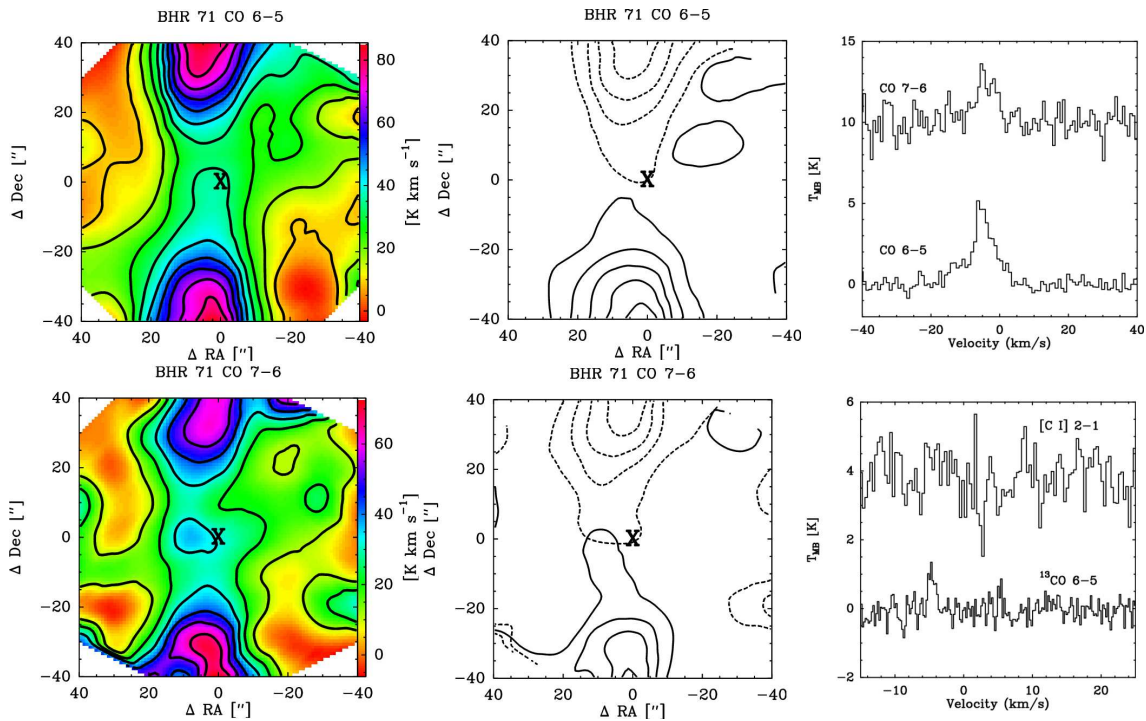 BHR 71 CO 6−5
40
20
0
−20
−40
Δ Dec ["]
40 20 0 −20 −40
Δ RA ["]
80
60
40
20
0
[K km s⁻¹]
BHR 71 CO 6−5
40
20
0
−20
−40
Δ Dec ["]
X
40 20 0 −20 −40
Δ RA ["]
X
15
10
5
0
T_MB [K]
CO 7−6
CO 6−5
−40 −20 0 20 40
Velocity (km/s)
BHR 71 CO 7−6
40
20
0
−20
−40
Δ Dec ["]
X
40 20 0 −20 −40
Δ RA ["]
60
40
20
0
[K km s⁻¹]
BHR 71 CO 7−6
40
20
0
−20
−40
Δ Dec ["]
X
40 20 0 −20 −40
Δ RA ["]
6
4
2
0
−2
T_MB [K]
[C I] 2−1
¹³CO 6−5
−10 0 10 20
Velocity (km/s)